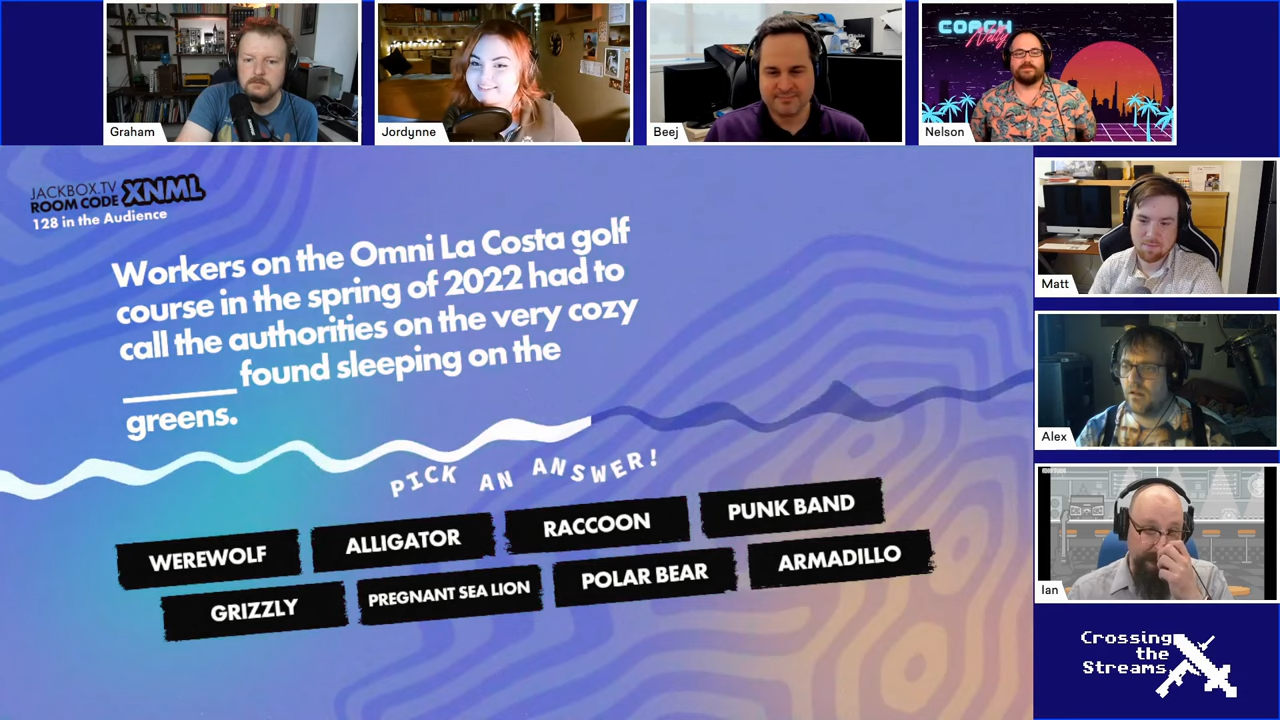 COACH
Nelly
Graham
Jordynne
Beej
Nelson
JACKBOX.TV
ROOM CODE XNML
128 in the Audience
Workers on the Omni La Costa golf
course in the spring of 2022 had to
call the authorities on the very cozy
______ found sleeping on the
greens.
PICK AN ANSWER!
WEREWOLF
ALLIGATOR
RACCOON
PUNK BAND
GRIZZLY
PREGNANT SEA LION
POLAR BEAR
ARMADILLO
Matt
Alex
Ian
Crossing
the
Streams